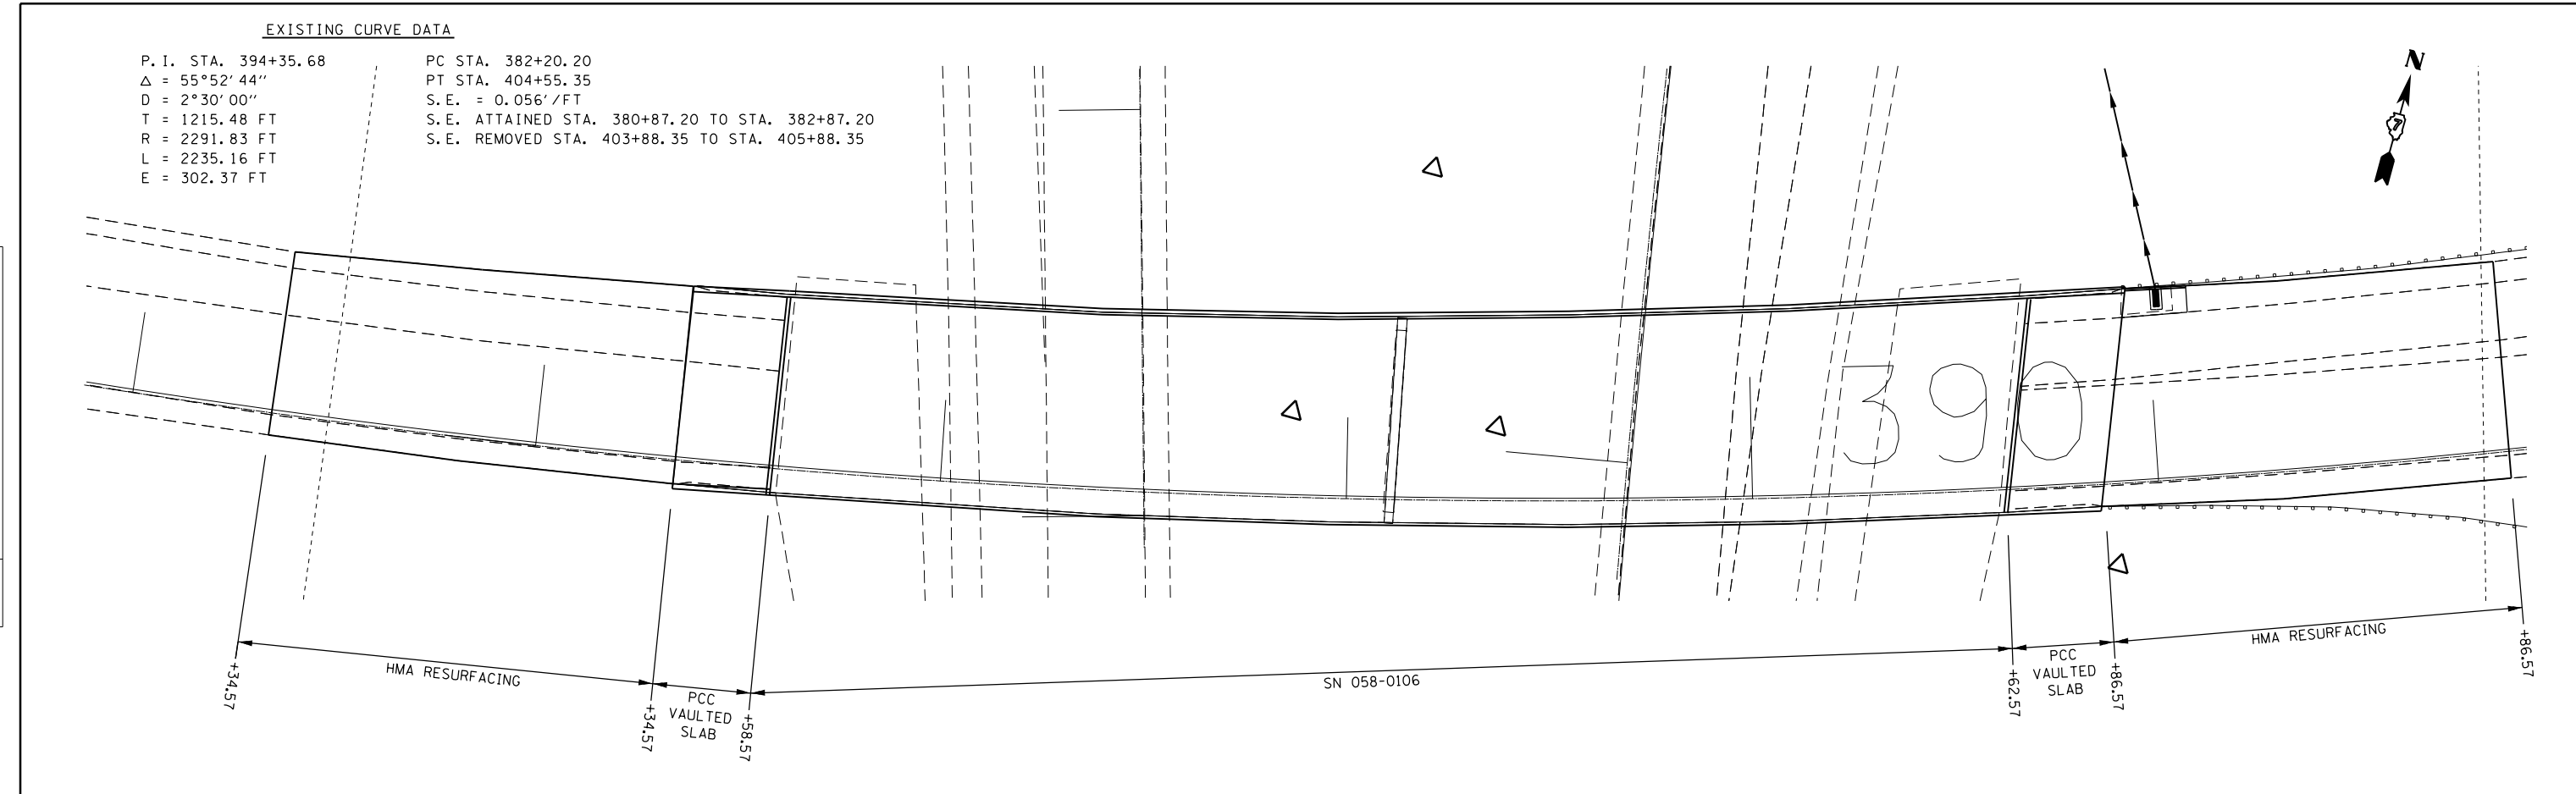 EXISTING CURVE DATA
P.I. STA. 394+35.68
△ = 55°52'44"
D = 2°30'00"
T = 1215.48 FT
R = 2291.83 FT
L = 2235.16 FT
E = 302.37 FT
PC STA. 382+20.20
PT STA. 404+55.35
S.E. = 0.056'/FT
S.E. ATTAINED STA. 380+87.20 TO STA. 382+87.20
S.E. REMOVED STA. 403+88.35 TO STA. 405+88.35
N
7
390
+34.57
HMA RESURFACING
+34.57
PCC
VAULTED
SLAB
+58.57
SN 058-0106
+62.57
PCC
VAULTED
SLAB
+86.57
HMA RESURFACING
+86.57